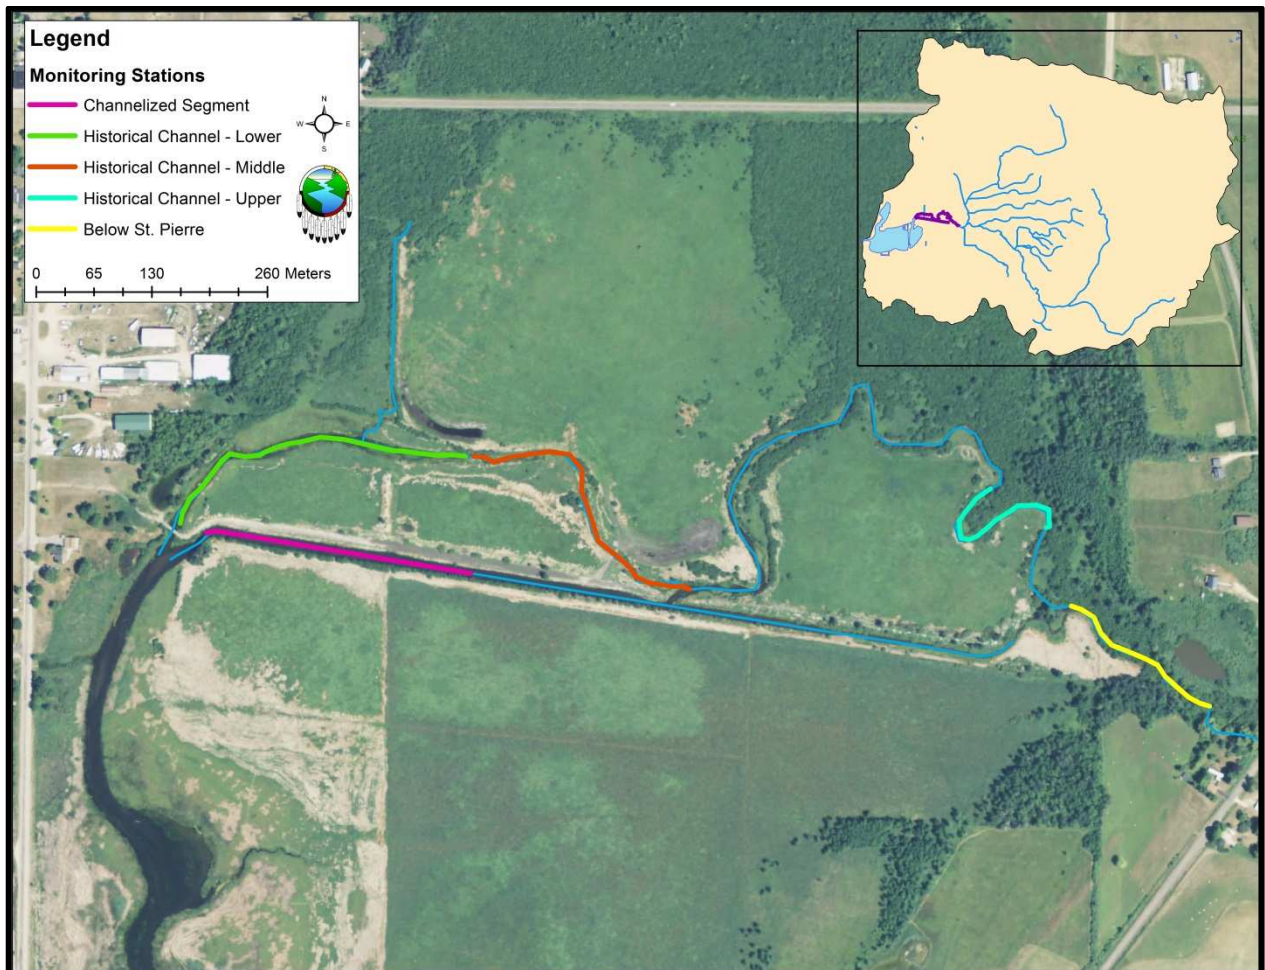 Legend
Monitoring Stations
Channelized Segment
Historical Channel - Lower
Historical Channel - Middle
Historical Channel - Upper
Below St. Pierre
N
W E
S
0 65 130 260 Meters